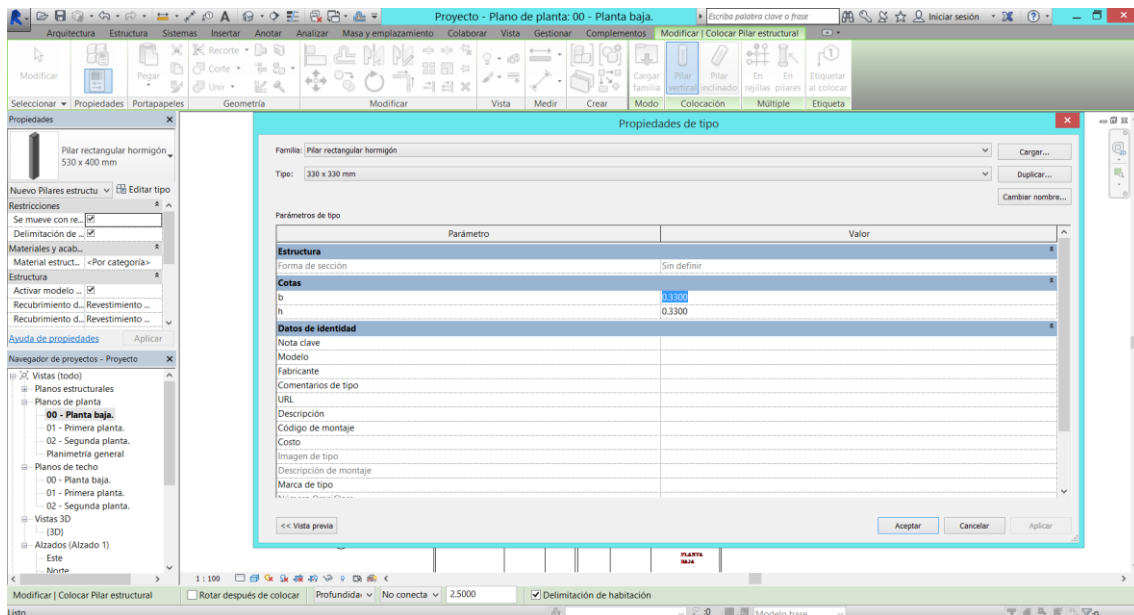 Proyecto - Plano de planta: 00 - Planta baja.
Escriba palabra clave o frase
Iniciar sesión
Arquitectura Estructura Sistemas Insertar Anotar Analizar Masa y emplazamiento Colaborar Vista Gestionar Complementos Modificar | Colocar Pilar estructural
Modificar
Pegar
Recorte
Corte
Unir
Cargar familia
Pilar vertical
Pilar inclinado
En rejillas
En pilares
Etiquetar al colocar
Seleccionar Propiedades Portapapeles Geometría Modificar Vista Medir Crear Modo Colocación Múltiple Etiqueta
Propiedades
Pilar rectangular hormigón
530 x 400 mm
Nuevo Pilares estructu Editar tipo
Restricciones
Se mueve con re...
Delimitación de ...
Materiales y acab...
Material estruct... <Por categoría>
Estructura
Activar modelo ...
Recubrimiento d... Revestimiento ...
Recubrimiento d... Revestimiento ...
Ayuda de propiedades Aplicar
Navegador de proyectos - Proyecto
Vistas (todo)
Planos estructurales
Planos de planta
00 - Planta baja.
01 - Primera planta.
02 - Segunda planta.
Planimetría general
Planos de techo
00 - Planta baja.
01 - Primera planta.
02 - Segunda planta.
Vistas 3D
{3D}
Alzados (Alzado 1)
Este
Norte
Propiedades de tipo
Familia: Pilar rectangular hormigón Cargar...
Tipo: 330 x 330 mm Duplicar...
Cambiar nombre...
Parámetros de tipo
Parámetro Valor
Estructura
Forma de sección Sin definir
Cotas
b 0.3300
h 0.3300
Datos de identidad
Nota clave
Modelo
Fabricante
Comentarios de tipo
URL
Descripción
Código de montaje
Costo
Imagen de tipo
Descripción de montaje
Marca de tipo
Número OmniClass
<< Vista previa Aceptar Cancelar Aplicar
PLANTA
BAJA
1 : 100
Modificar | Colocar Pilar estructural Rotar después de colocar Profundidac No conecta 2.5000 Delimitación de habitación
Listo :0 Modelo base :0